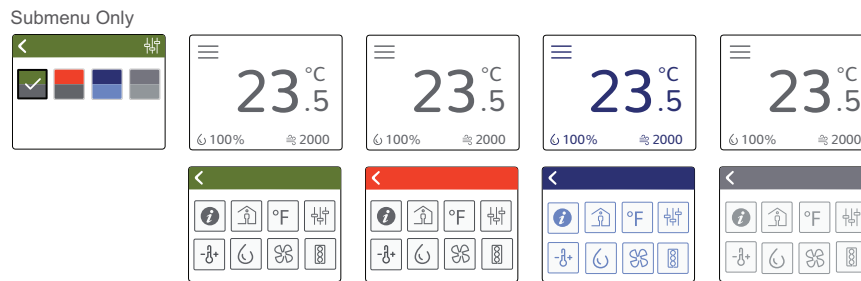 Submenu Only
23.5 °C
100% 2000
23.5 °C
100% 2000
23.5 °C
100% 2000
23.5 °C
100% 2000
i °F
- +
i °F
- +
i °F
- +
i °F
- +